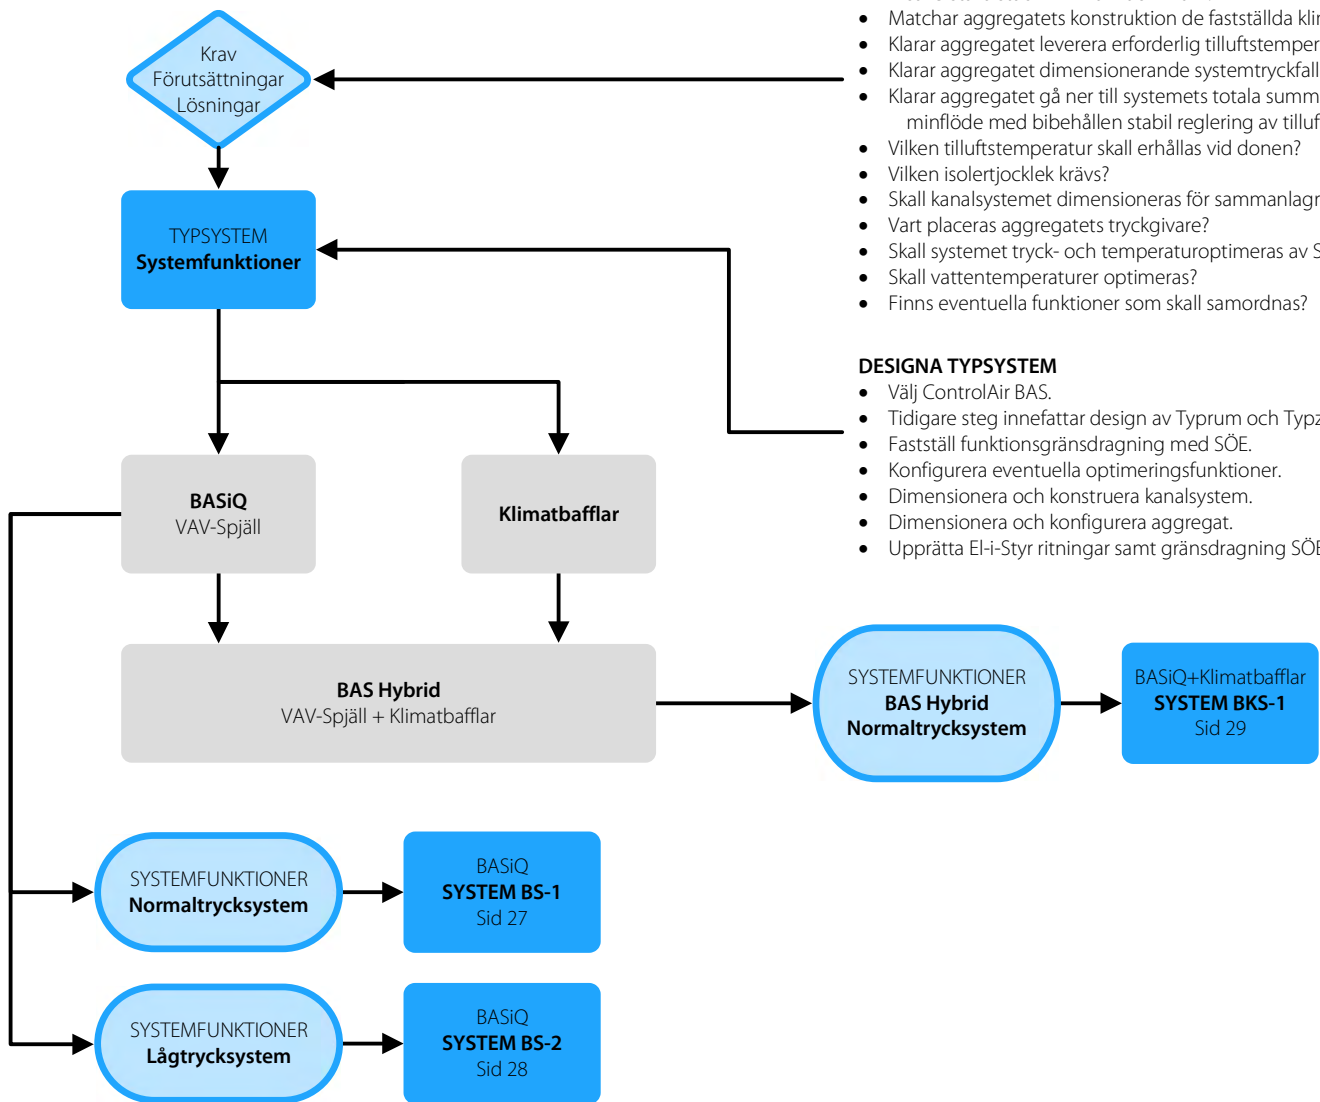 Krav
Förutsättningar
Lösningar
• Matchar aggregatets konstruktion de fastställda
• Klarar aggregatet leverera erforderlig
• Klarar aggregatet dimensionerande systemtryckfall
• Klarar aggregatet gå ner till systemets totala
minflöde med bibehållen stabil reglering av
• Vilken tilluftstemperatur skall erhållas vid donen?
• Vilken isolertjocklek krävs?
• Skall kanalsystemet dimensioneras för
• Vart placeras aggregatets tryckgivare?
• Skall systemet tryck- och temperaturoptimeras av
• Skall vattentemperaturer optimeras?
• Finns eventuella funktioner som skall samordnas?
TYPSYSTEM
Systemfunktioner
DESIGNA TYPSYSTEM
• Välj ControlAir BAS.
• Tidigare steg innefattar design av Typrum och
• Fastställ funktionsgränsdragning med SÖE.
• Konfigurera eventuella optimeringsfunktioner.
• Dimensionera och konstruera kanalsystem.
• Dimensionera och konfigurera aggregat.
• Upprätta El-i-Styr ritningar samt gränsdragning SÖE
BASiQ
VAV-Spjäll
Klimatbafflar
BAS Hybrid
VAV-Spjäll + Klimatbafflar
SYSTEMFUNKTIONER
BAS Hybrid
Normaltrycksystem
BASiQ+Klimatbafflar
SYSTEM BKS-1
Sid 29
SYSTEMFUNKTIONER
Normaltrycksystem
BASiQ
SYSTEM BS-1
Sid 27
SYSTEMFUNKTIONER
Lågtrycksystem
BASiQ
SYSTEM BS-2
Sid 28